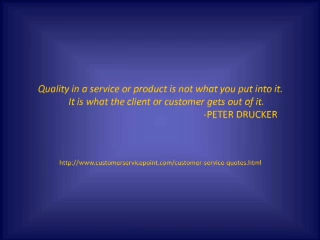 Quality in a service or product is not what you put into it.
It is what the client or customer gets out of it.
-PETER DRUCKER
http://www.customerservicepoint.com/customer-service-quotes.html